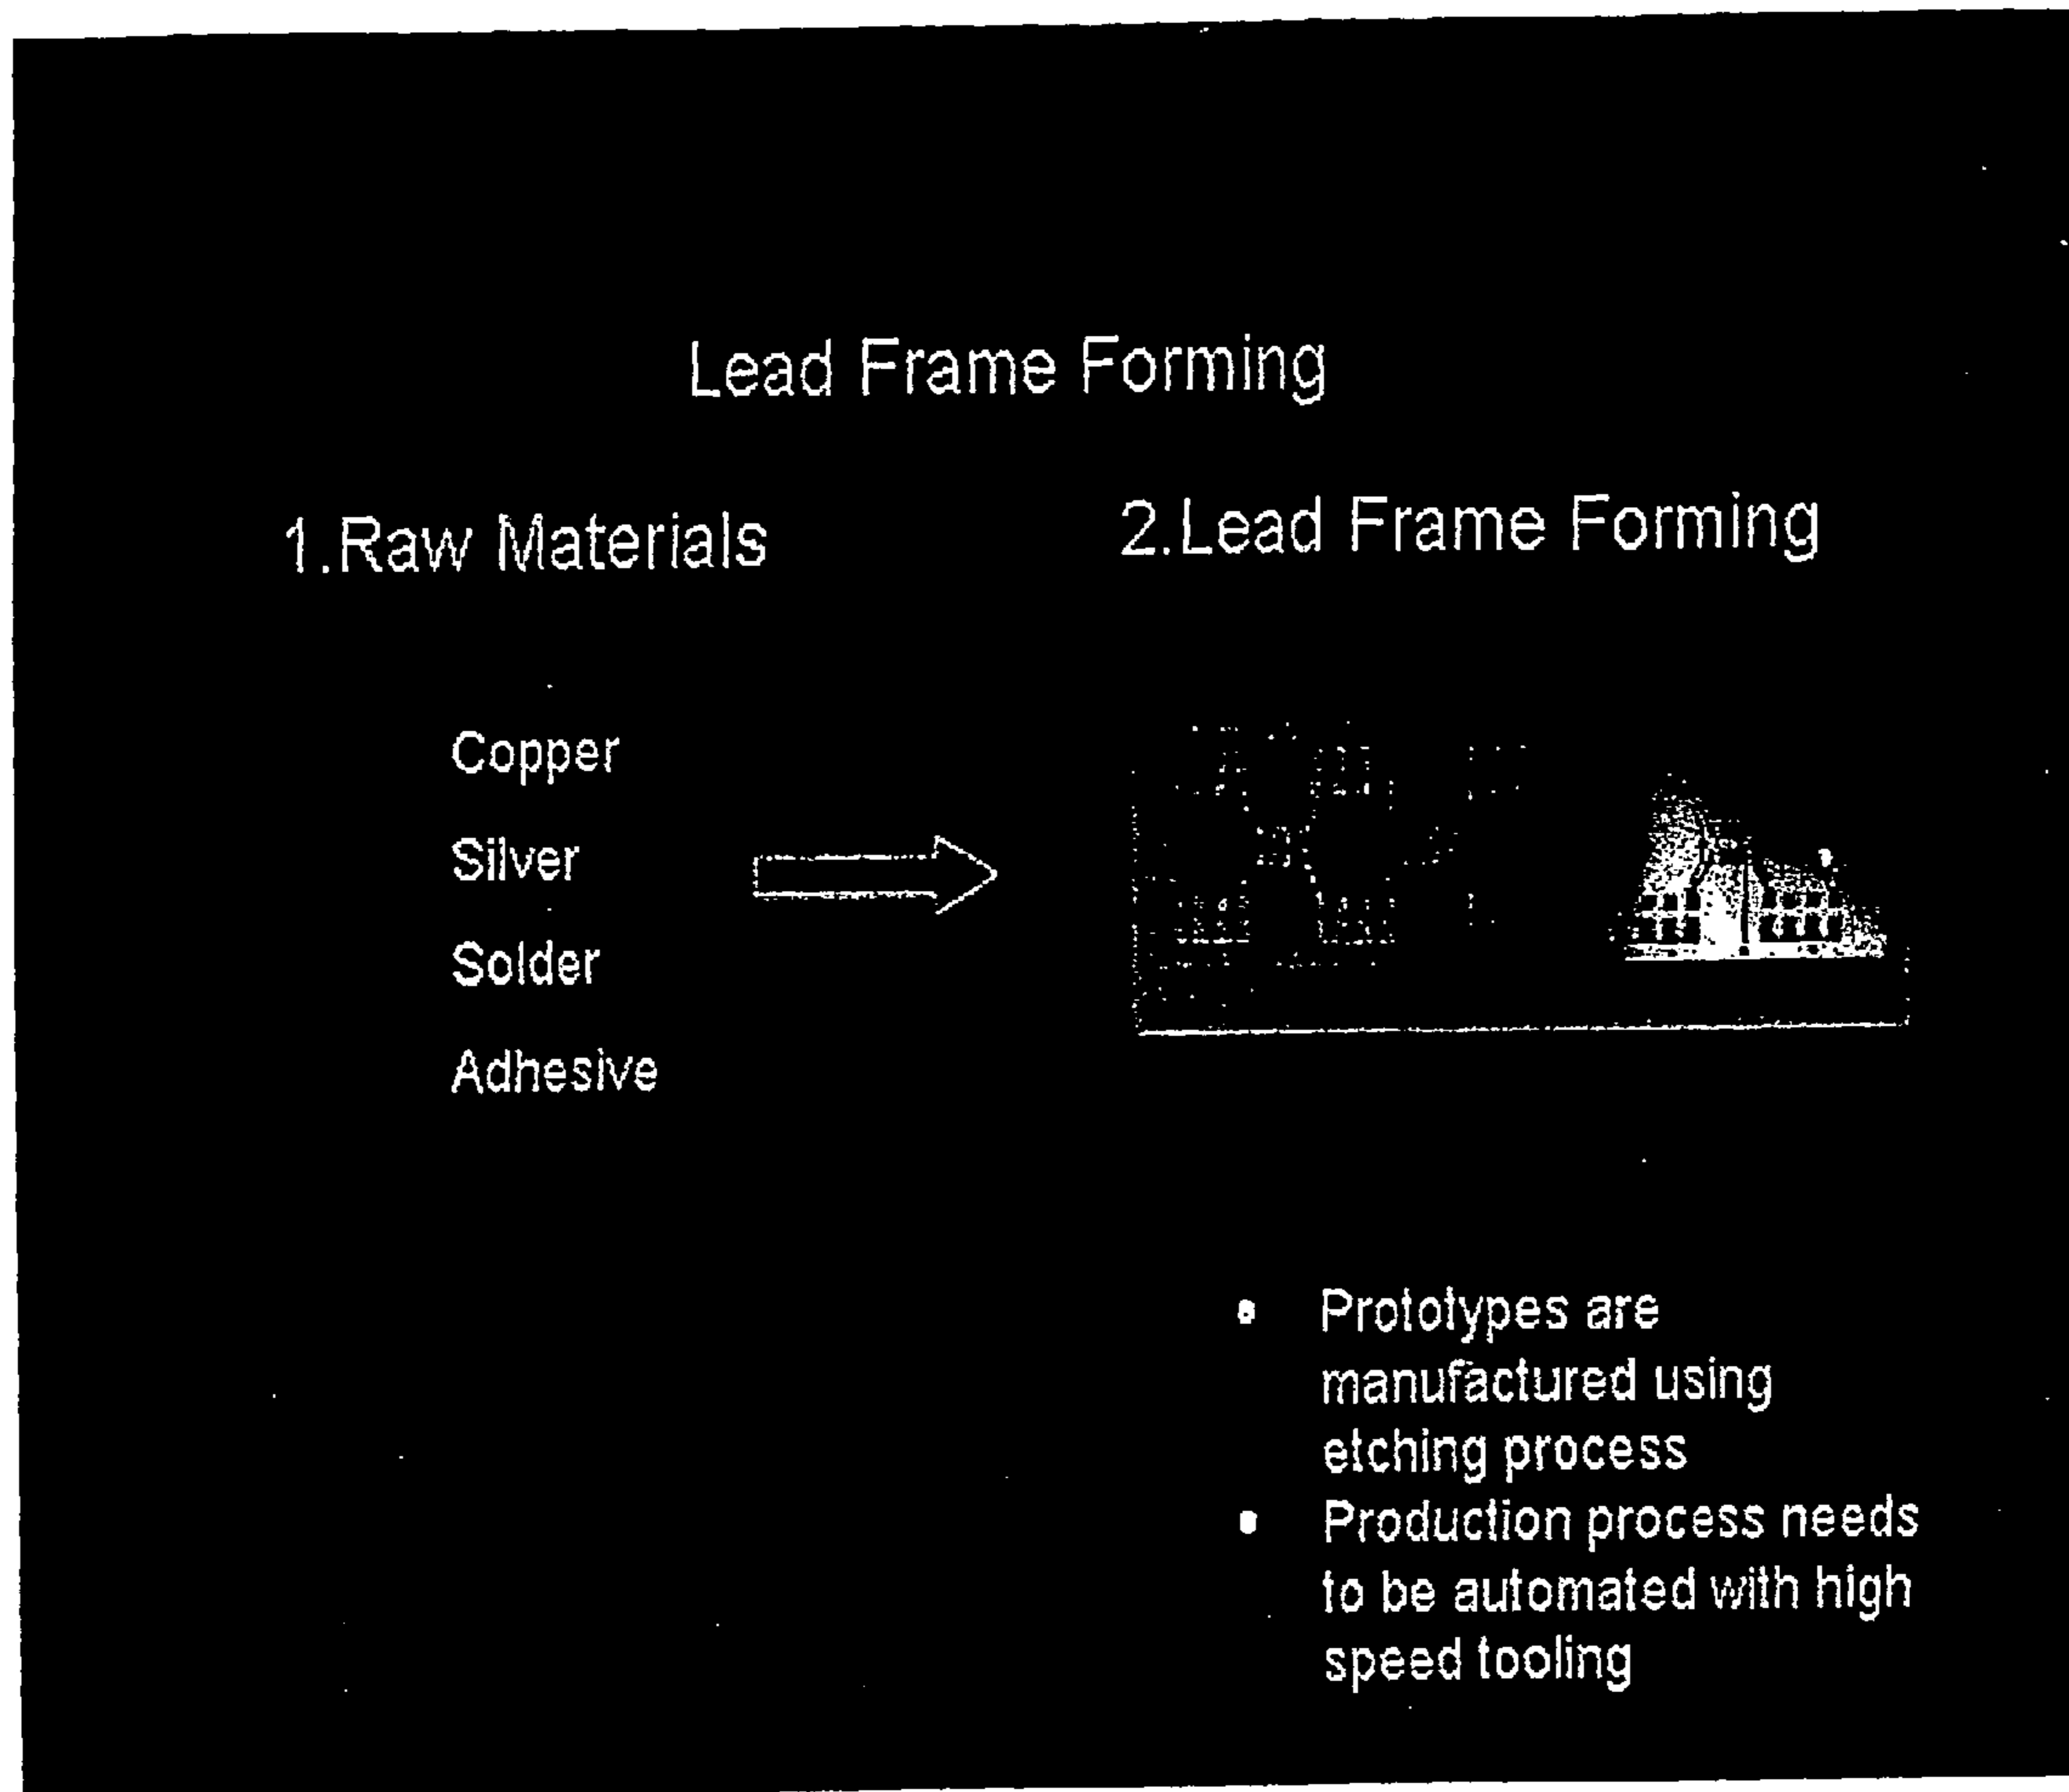 Lead Frame Forming
1.Raw Materials
2.Lead Frame Forming
Copper
Silver
Solder
Adhesive
• Prototypes are
manufactured using
etching process
• Production process needs
to be automated with high
speed tooling